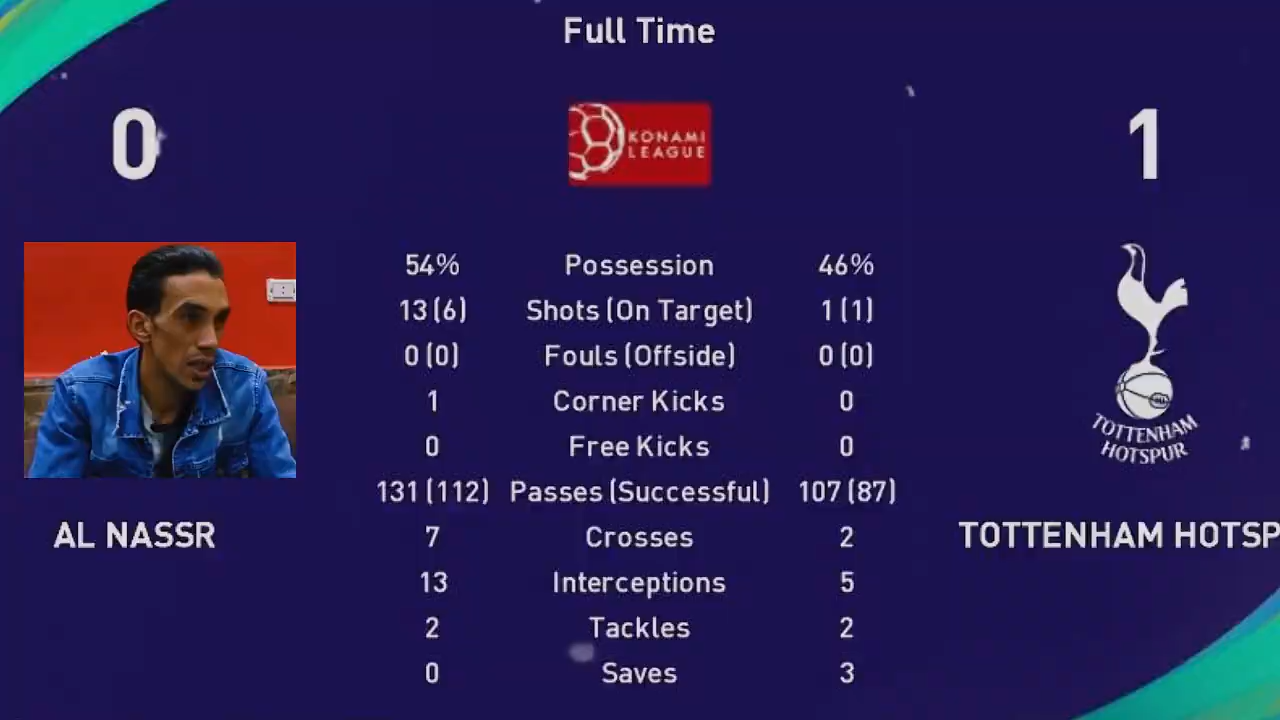 Full Time
0 KONAMI LEAGUE 1
54% Possession 46%
13 (6) Shots (On Target) 1 (1)
0 (0) Fouls (Offside) 0 (0)
1 Corner Kicks 0
0 Free Kicks 0
131 (112) Passes (Successful) 107 (87)
TOTTENHAM
HOTSPUR
AL NASSR TOTTENHAM HOTSP
7 Crosses 2
13 Interceptions 5
2 Tackles 2
0 Saves 3